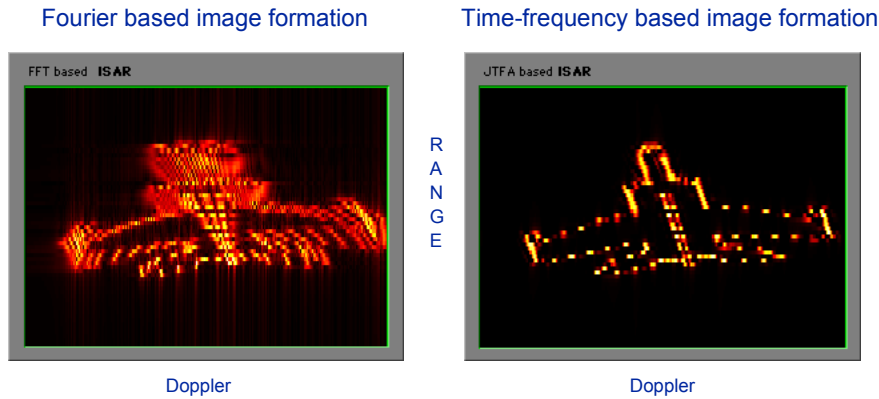 Fourier based image formation
Time-frequency based image formation
FFT based ISAR
JTFA based ISAR
R
A
N
G
E
Doppler
Doppler